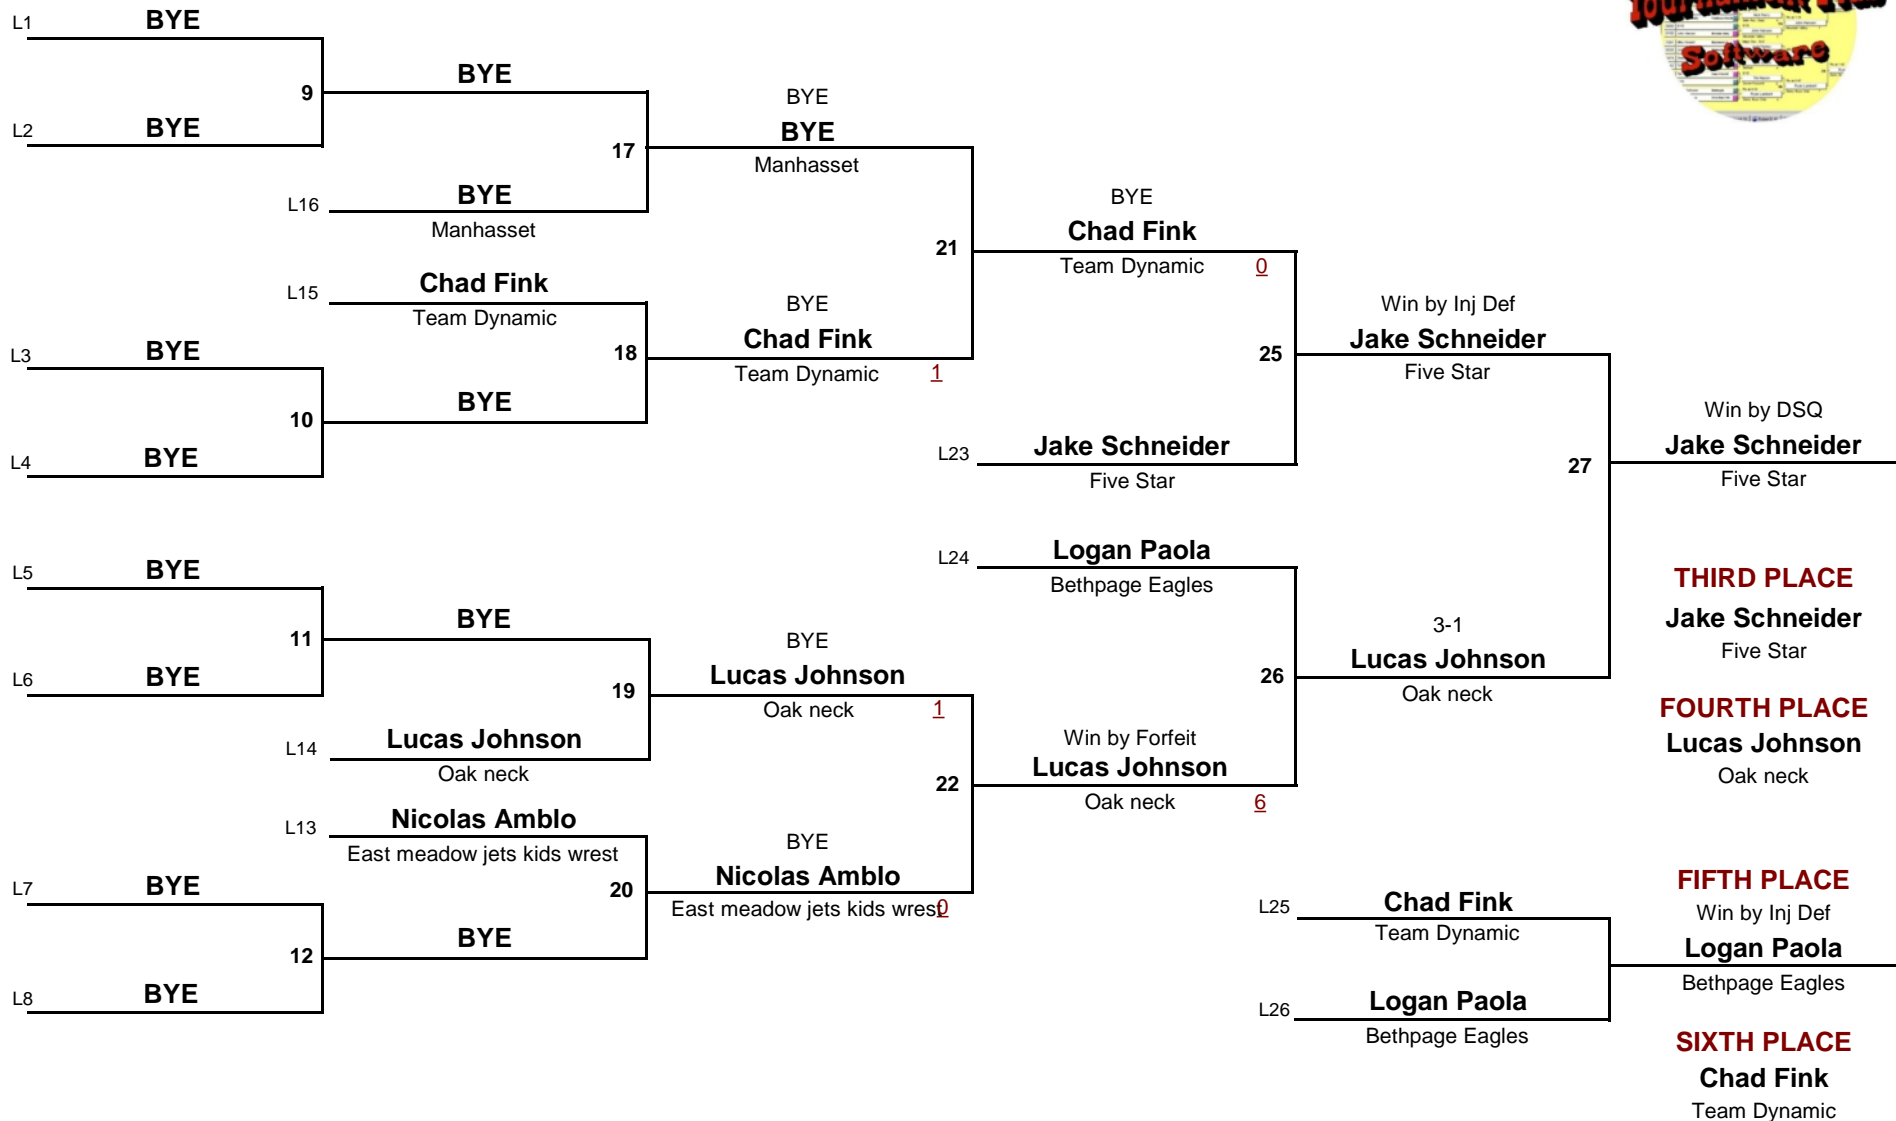 L1 BYE
9
L2 BYE
BYE
17
L16 BYE
Manhasset
BYE
BYE
Manhasset
21
L15 Chad Fink
Team Dynamic
18
L3 BYE
10
L4 BYE
BYE
BYE
Chad Fink
Team Dynamic 1
BYE
Chad Fink
Team Dynamic 0
25
L23 Jake Schneider
Five Star
Win by Inj Def
Jake Schneider
Five Star
27
L5 BYE
11
L6 BYE
BYE
19
L14 Lucas Johnson
Oak neck
BYE
Lucas Johnson
Oak neck 1
22
L13 Nicolas Amblo
East meadow jets kids wrest
20
L7 BYE
12
L8 BYE
BYE
BYE
Nicolas Amblo
East meadow jets kids wrest 0
L24 Logan Paola
Bethpage Eagles
26
Win by Forfeit
Lucas Johnson
Oak neck 6
3-1
Lucas Johnson
Oak neck
Win by DSQ
Jake Schneider
Five Star
THIRD PLACE
Jake Schneider
Five Star
FOURTH PLACE
Lucas Johnson
Oak neck
L25 Chad Fink
Team Dynamic
L26 Logan Paola
Bethpage Eagles
FIFTH PLACE
Win by Inj Def
Logan Paola
Bethpage Eagles
SIXTH PLACE
Chad Fink
Team Dynamic
Software